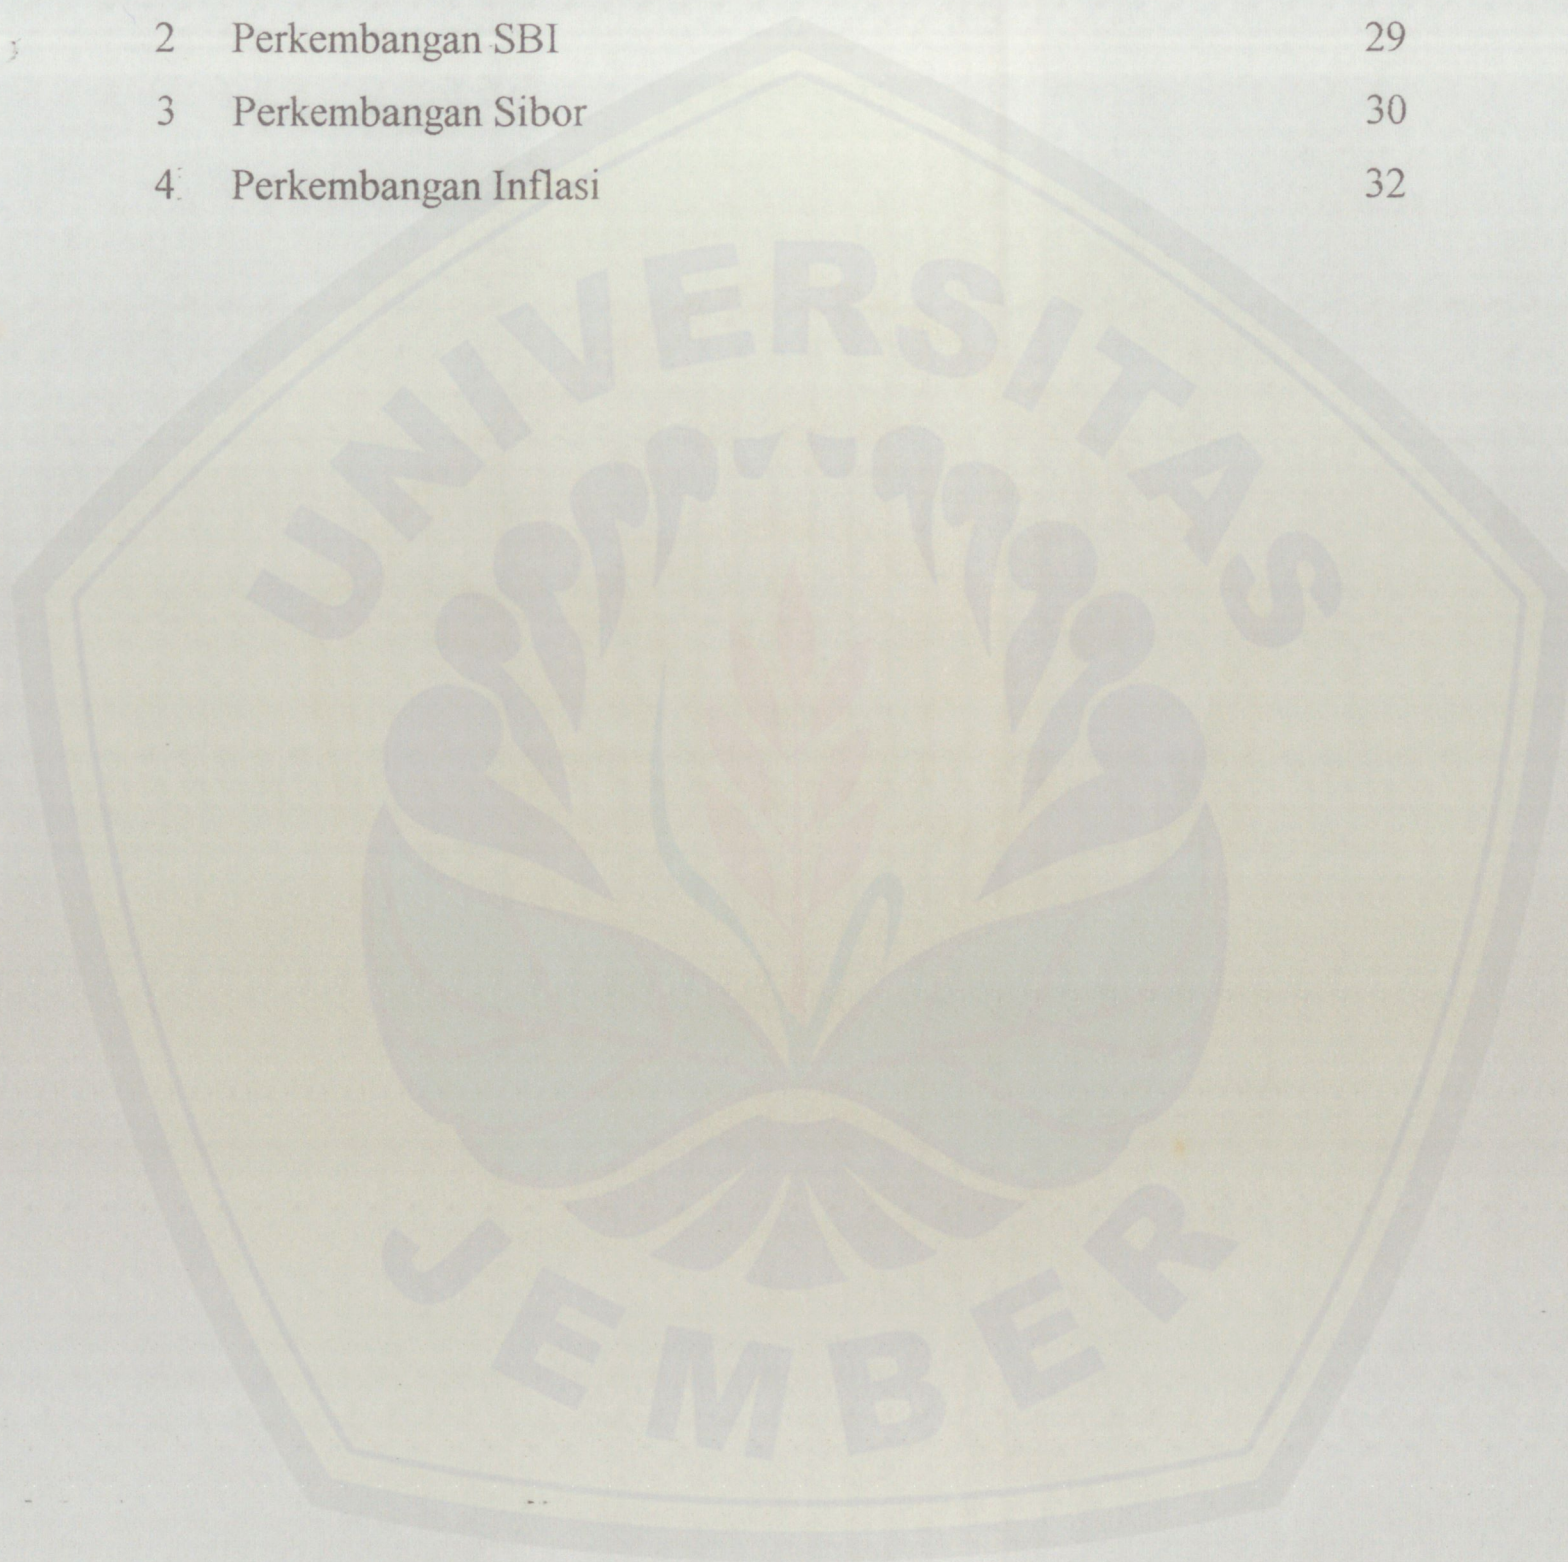 2 Perkembangan SBI 29
3 Perkembangan Sibor 30
4 Perkembangan Inflasi 32
UNIVERSITAS
JEMBER